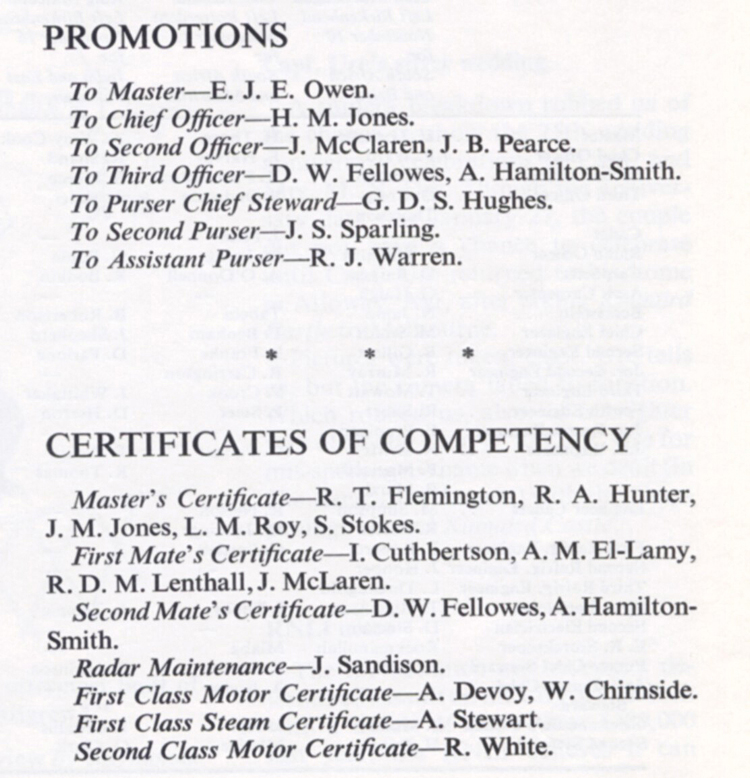 PROMOTIONS
To Master—E. J. E. Owen.
To Chief Officer—H. M. Jones.
To Second Officer—J. McClaren, J. B. Pearce.
To Third Officer—D. W. Fellowes, A. Hamilton-Smith.
To Purser Chief Steward—G. D. S. Hughes.
To Second Purser—J. S. Sparling.
To Assistant Purser—R. J. Warren.
* * *
CERTIFICATES OF COMPETENCY
Master's Certificate—R. T. Flemington, R. A. Hunter,
J. M. Jones, L. M. Roy, S. Stokes.
First Mate's Certificate—I. Cuthbertson, A. M. El-Lamy,
R. D. M. Lenthall, J. McLaren.
Second Mate's Certificate—D. W. Fellowes, A. Hamilton-
Smith.
Radar Maintenance—J. Sandison.
First Class Motor Certificate—A. Devoy, W. Chirnside.
First Class Steam Certificate—A. Stewart.
Second Class Motor Certificate—R. White.